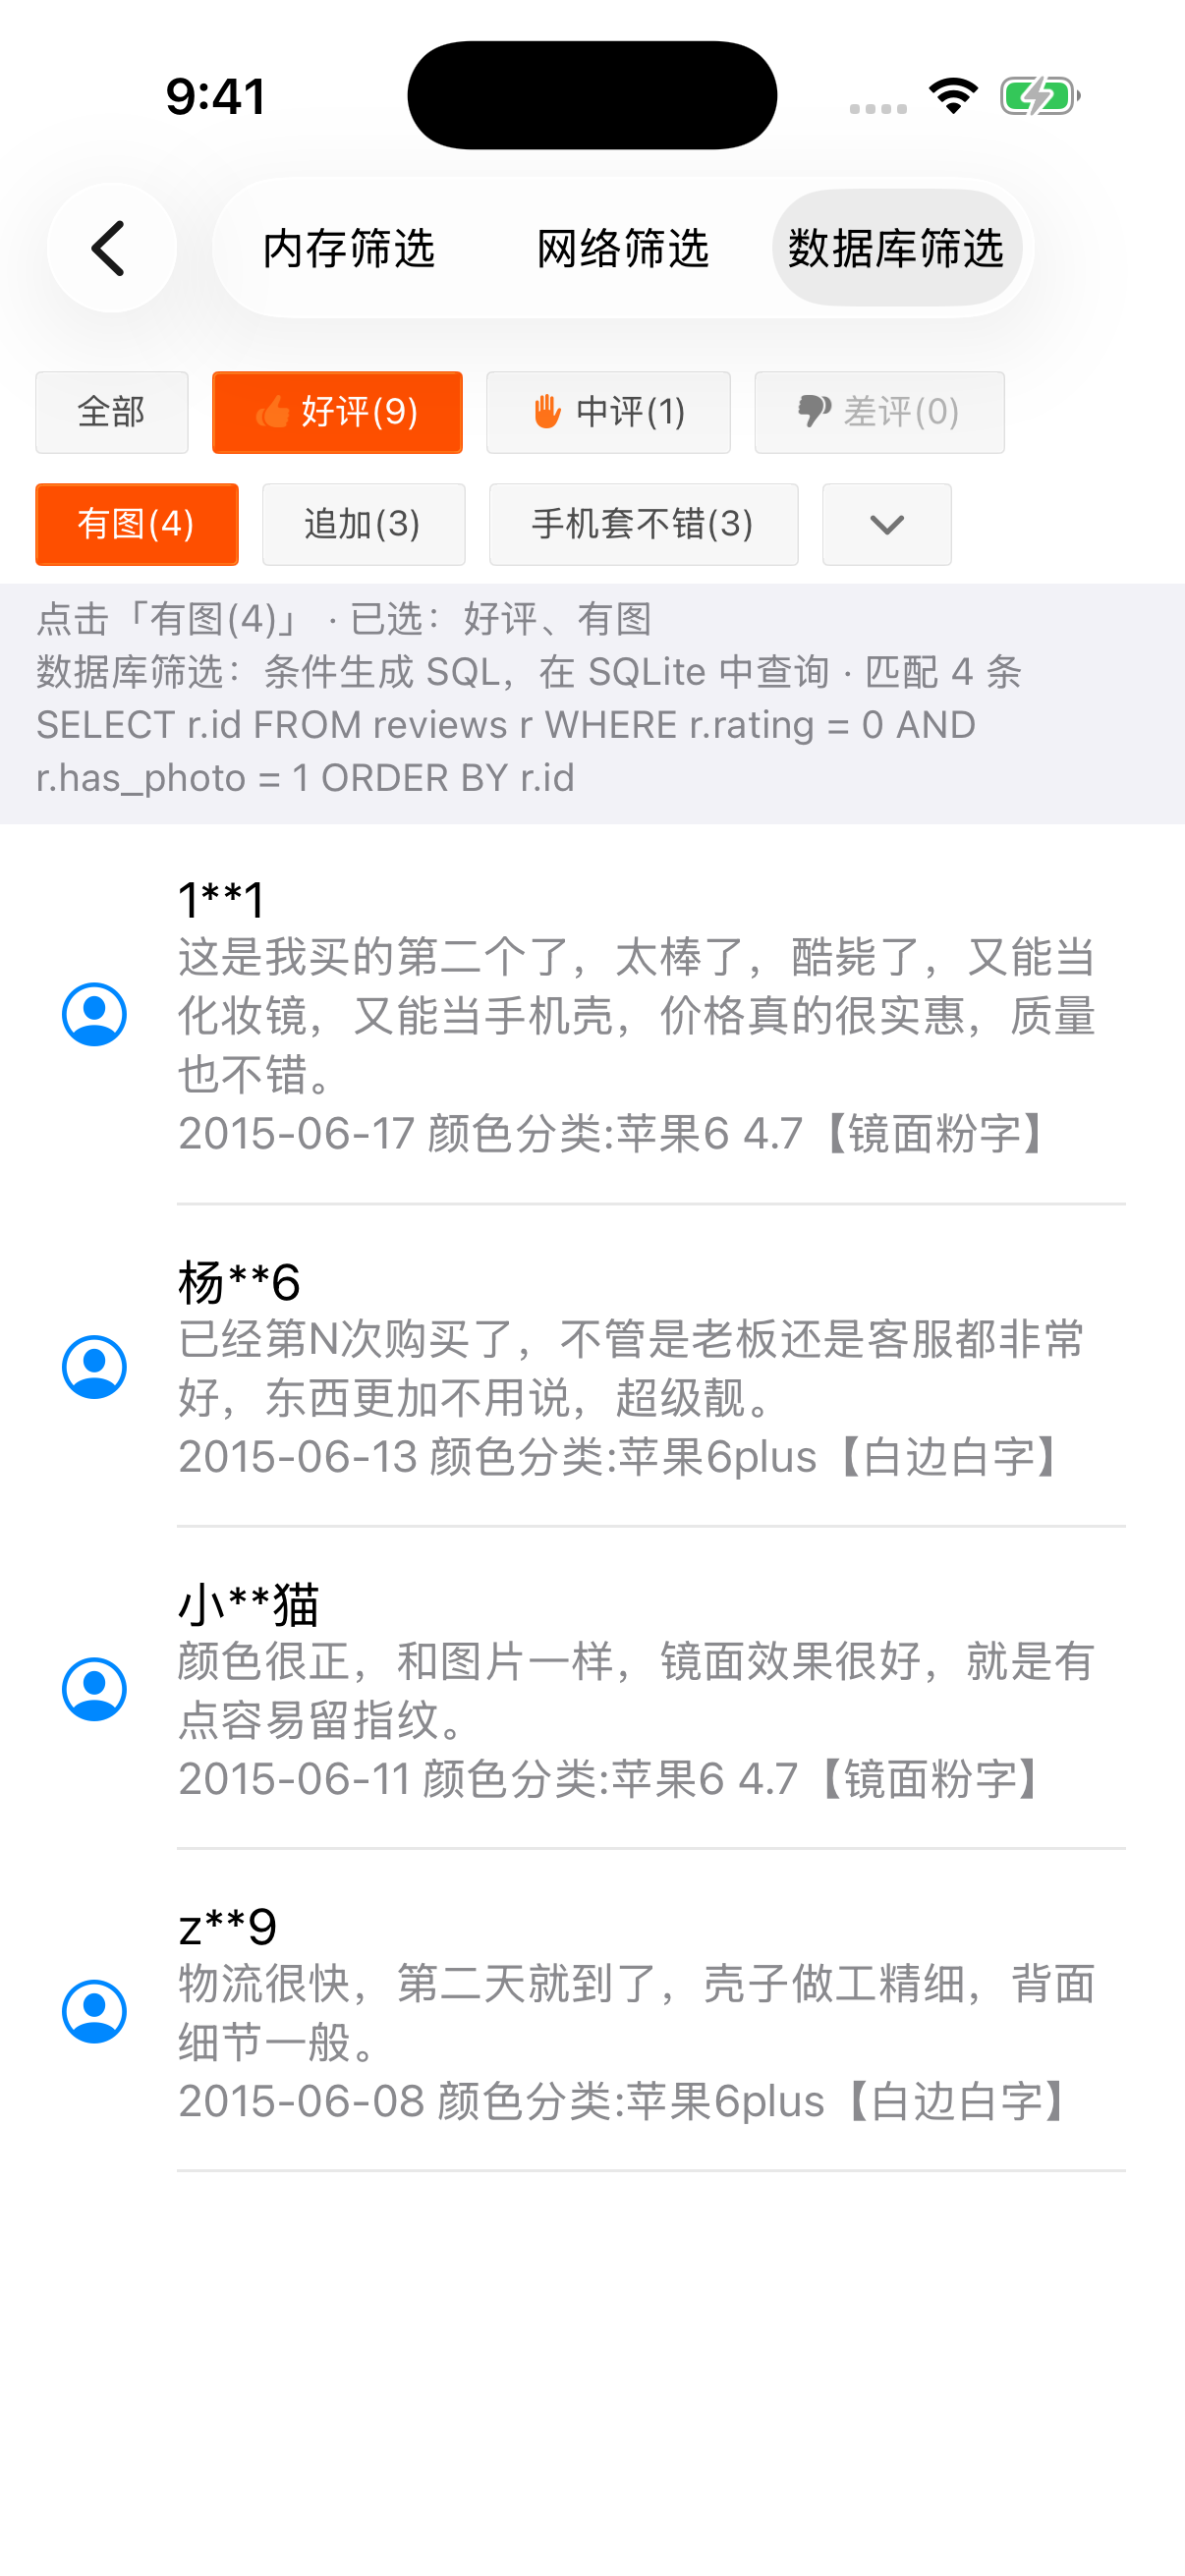 9:41
内存筛选 网络筛选 数据库筛选
全部 好评(9) 中评(1) 差评(0)
有图(4) 追加(3) 手机套不错(3)
点击「有图(4)」 · 已选：好评、有图
数据库筛选：条件生成 SQL，在 SQLite 中查询 · 匹配 4 条
SELECT r.id FROM reviews r WHERE r.rating = 0 AND
r.has_photo = 1 ORDER BY r.id
1**1
这是我买的第二个了，太棒了，酷毙了，又能当
化妆镜，又能当手机壳，价格真的很实惠，质量
也不错。
2015-06-17 颜色分类:苹果6 4.7【镜面粉字】
杨**6
已经第N次购买了，不管是老板还是客服都非常
好，东西更加不用说，超级靓。
2015-06-13 颜色分类:苹果6plus【白边白字】
小**猫
颜色很正，和图片一样，镜面效果很好，就是有
点容易留指纹。
2015-06-11 颜色分类:苹果6 4.7【镜面粉字】
z**9
物流很快，第二天就到了，壳子做工精细，背面
细节一般。
2015-06-08 颜色分类:苹果6plus【白边白字】